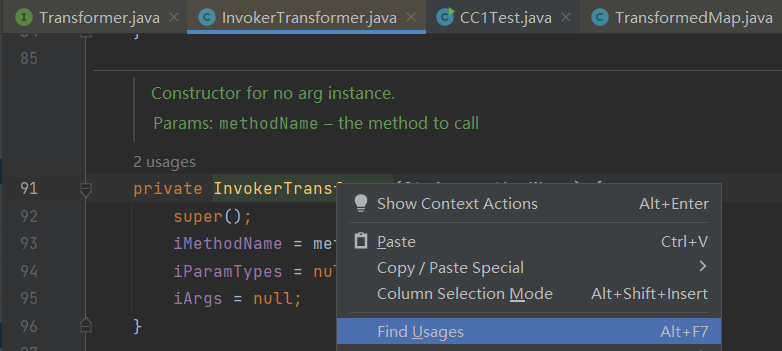 Transformer.java × InvokerTransformer.java × CC1Test.java × TransformedMap.java
}
85
Constructor for no arg instance.
Params: methodName – the method to call
2 usages
91 private InvokerTransf
92 super();
93 iMethodName = met
94 iParamTypes = nul
95 iArgs = null;
96 }
Show Context Actions Alt+Enter
Paste Ctrl+V
Copy / Paste Special >
Column Selection Mode Alt+Shift+Insert
Find Usages Alt+F7